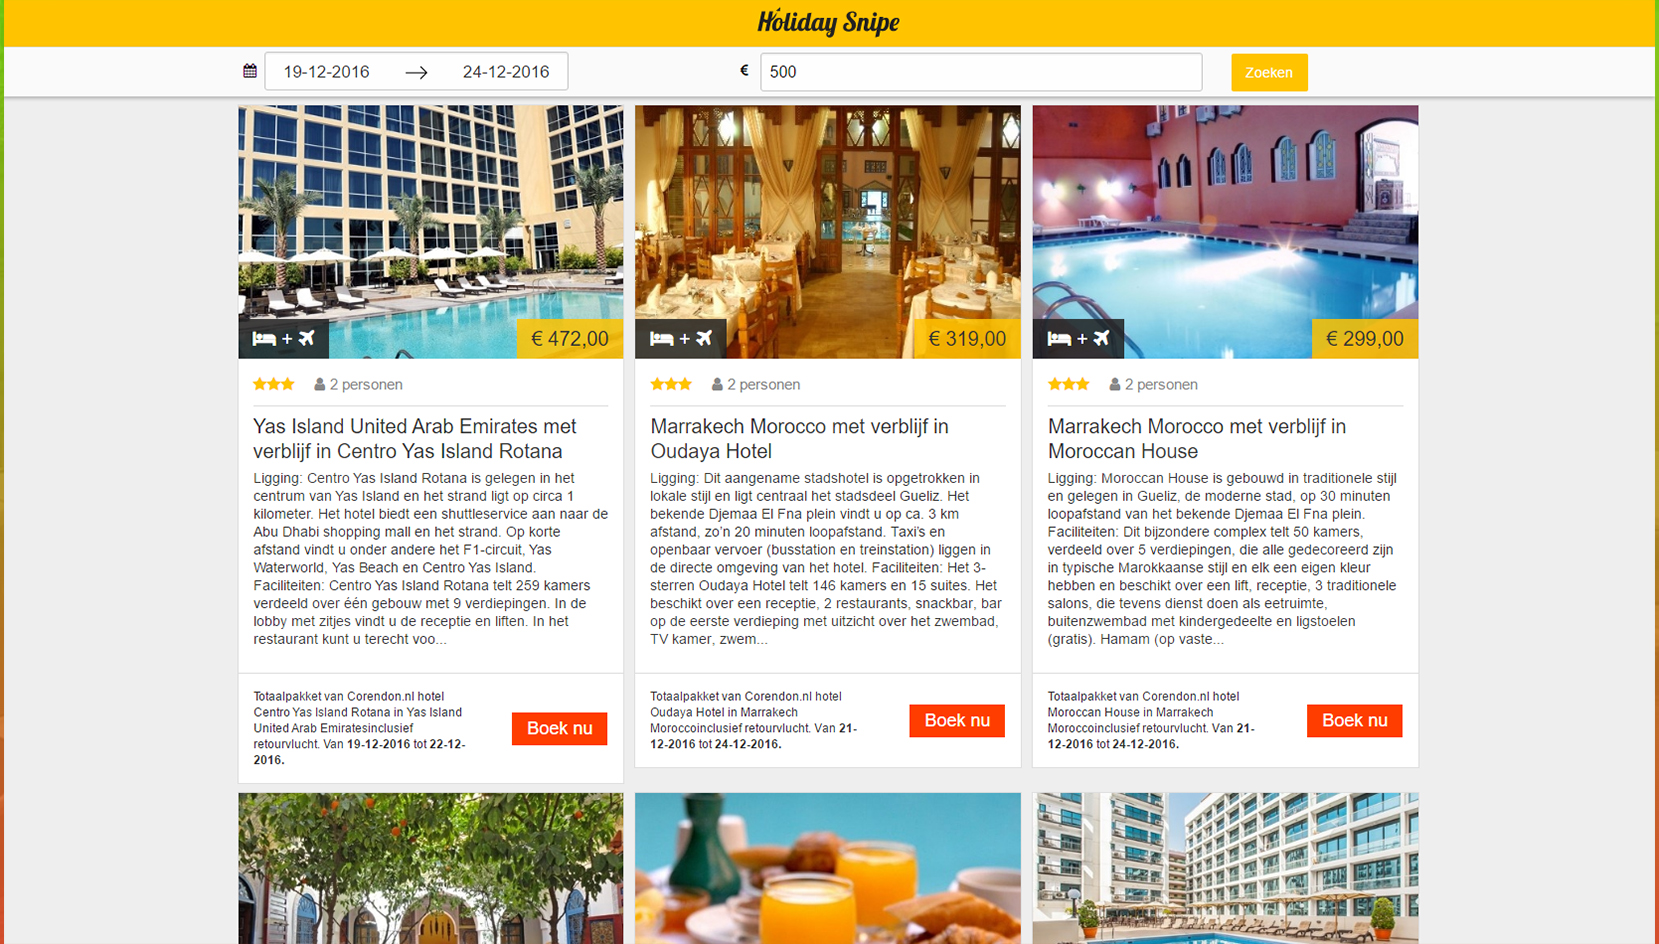 Holiday Snipe
19-12-2016 → 24-12-2016
€ 500
Zoeken
+ € 472,00
2 personen
Yas Island United Arab Emirates met
verblijf in Centro Yas Island Rotana
Ligging: Centro Yas Island Rotana is gelegen in het
centrum van Yas Island en het strand ligt op circa 1
kilometer. Het hotel biedt een shuttleservice aan naar de
Abu Dhabi shopping mall en het strand. Op korte
afstand vindt u onder andere het F1-circuit, Yas
Waterworld, Yas Beach en Centro Yas Island.
Faciliteiten: Centro Yas Island Rotana telt 259 kamers
verdeeld over één gebouw met 9 verdiepingen. In de
lobby met zitjes vindt u de receptie en liften. In het
restaurant kunt u terecht voo...
Totaalpakket van Corendon.nl hotel
Centro Yas Island Rotana in Yas Island
United Arab Emiratesinclusief
retourvlucht. Van 19-12-2016 tot 22-12-
2016.
Boek nu
+ € 319,00
2 personen
Marrakech Morocco met verblijf in
Oudaya Hotel
Ligging: Dit aangename stadshotel is opgetrokken in
lokale stijl en ligt centraal het stadsdeel Gueliz. Het
bekende Djemaa El Fna plein vindt u op ca. 3 km
afstand, zo'n 20 minuten loopafstand. Taxi's en
openbaar vervoer (busstation en treinstation) liggen in
de directe omgeving van het hotel. Faciliteiten: Het 3-
sterren Oudaya Hotel telt 146 kamers en 15 suites. Het
beschikt over een receptie, 2 restaurants, snackbar, bar
op de eerste verdieping met uitzicht over het zwembad,
TV kamer, zwem...
Totaalpakket van Corendon.nl hotel
Oudaya Hotel in Marrakech
Moroccoinclusief retourvlucht. Van 21-
12-2016 tot 24-12-2016.
Boek nu
+ € 299,00
2 personen
Marrakech Morocco met verblijf in
Moroccan House
Ligging: Moroccan House is gebouwd in traditionele stijl
en gelegen in Gueliz, de moderne stad, op 30 minuten
loopafstand van het bekende Djemaa El Fna plein.
Faciliteiten: Dit bijzondere complex telt 50 kamers,
verdeeld over 5 verdiepingen, die alle gedecoreerd zijn
in typische Marokkaanse stijl en elk een eigen kleur
hebben en beschikt over een lift, receptie, 3 traditionele
salons, die tevens dienst doen als eetruimte,
buitenzwembad met kindergedeelte en ligstoelen
(gratis). Hamam (op vaste...
Totaalpakket van Corendon.nl hotel
Moroccan House in Marrakech
Moroccoinclusief retourvlucht. Van 21-
12-2016 tot 24-12-2016.
Boek nu